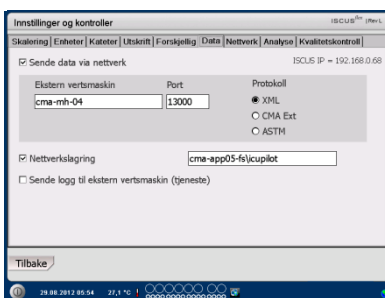 Innstillinger og kontroller
ISCUSflex
Skalering Enheter Kateter Utskrift Forskjellig Data Nettverk Analyse Kvalitetskontroll
Sende data via nettverk
ISCUS IP = 192.168.0.68
Ekstern vertsmaskin Port Protokoll
cma-mh-04 13000 XML
CMA Ext
ASTM
Nettverkslagring cma-app05-fs\icupilot
Sende logg til ekstern vertsmaskin (tjeneste)
Tilbake
29.08.2012 05:54 27,1 °C !